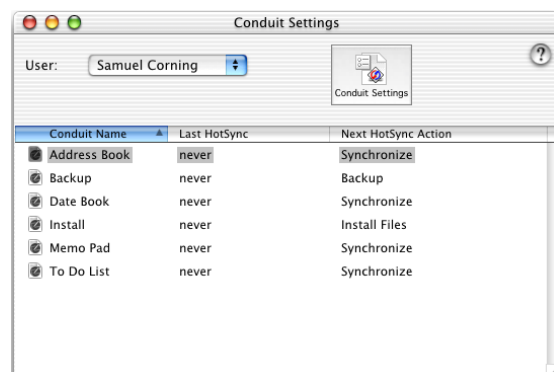 Conduit Settings
User: Samuel Corning
?
Conduit Settings
Conduit Name Last HotSync Next HotSync Action
Address Book never Synchronize
Backup never Backup
Date Book never Synchronize
Install never Install Files
Memo Pad never Synchronize
To Do List never Synchronize